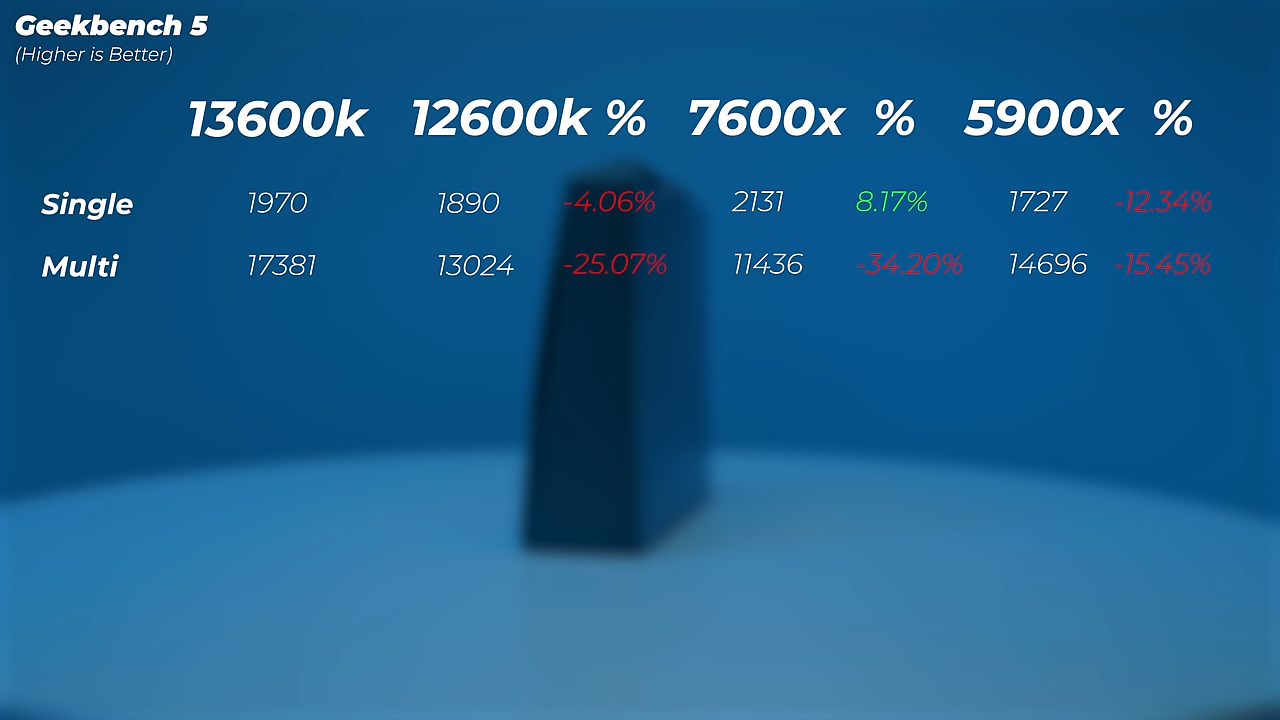 Geekbench 5
(Higher is Better)
13600k 12600k % 7600x % 5900x %
Single 1970 1890 -4.06% 2131 8.17% 1727 -12.34%
Multi 17381 13024 -25.07% 11436 -34.20% 14696 -15.45%